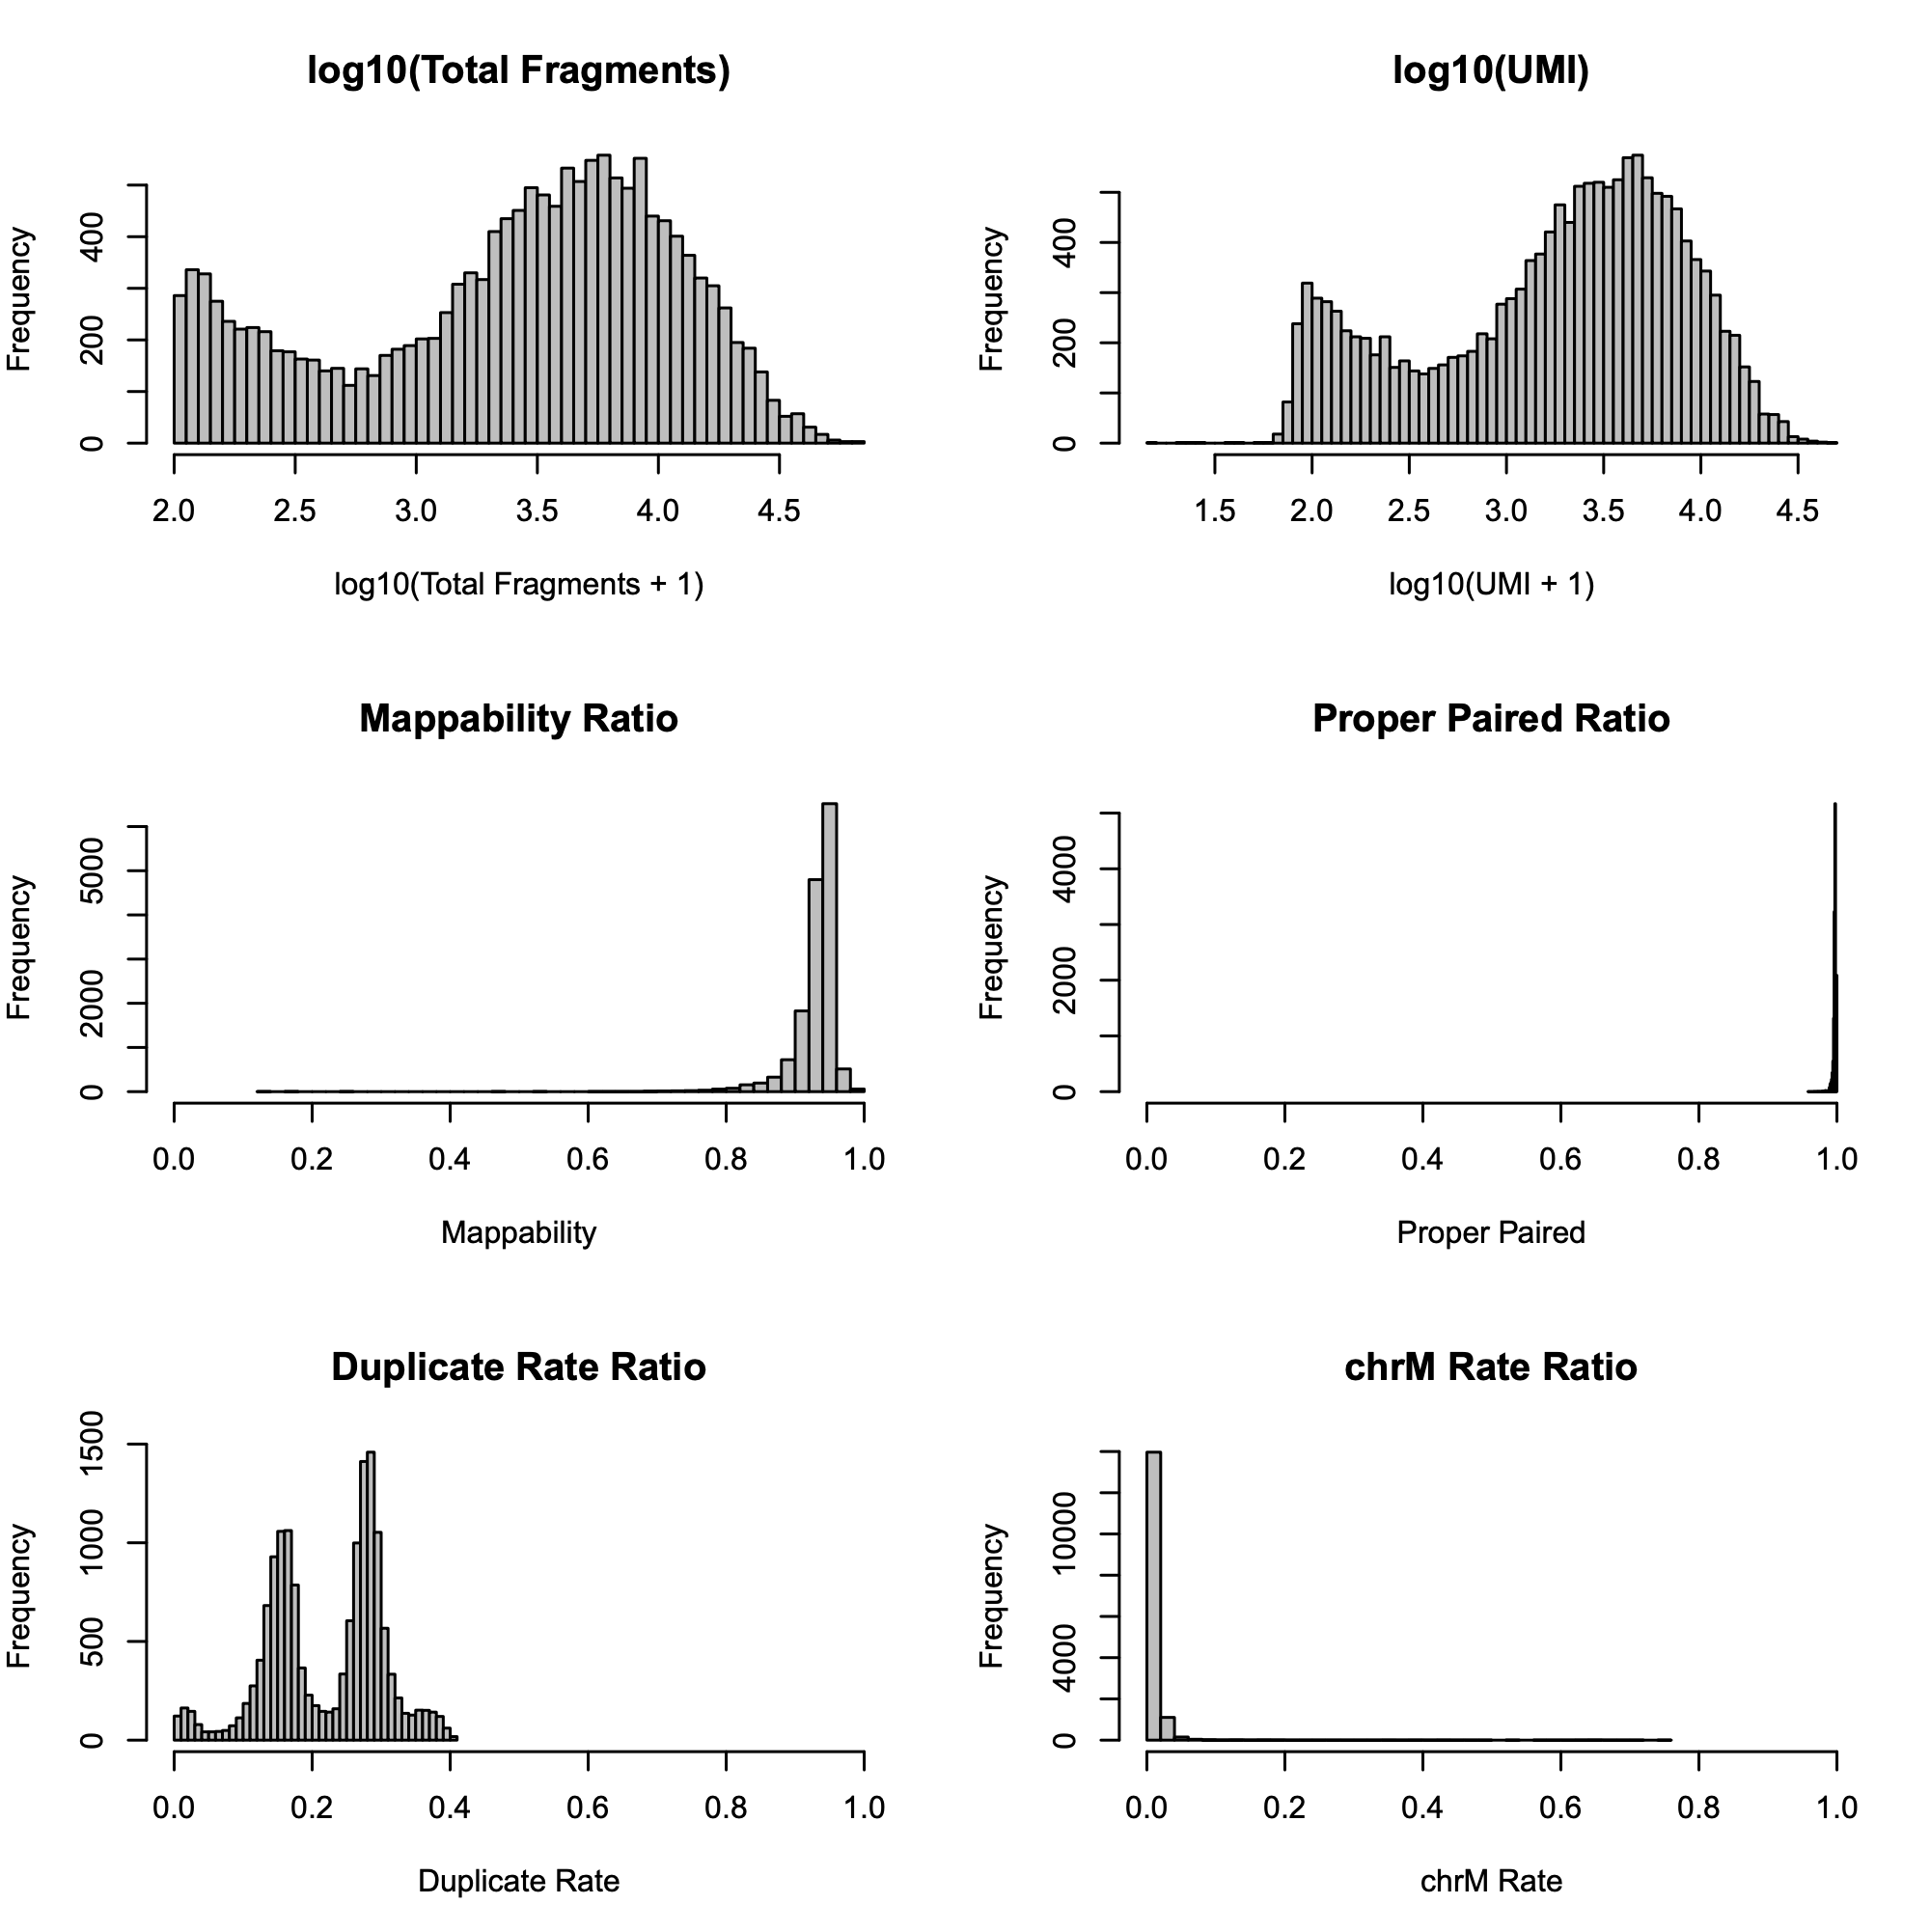 log10(Total Fragments)
Frequency
0 200 400
2.0 2.5 3.0 3.5 4.0 4.5
log10(Total Fragments + 1)
log10(UMI)
Frequency
0 200 400
1.5 2.0 2.5 3.0 3.5 4.0 4.5
log10(UMI + 1)
Mappability Ratio
Frequency
0 2000 5000
0.0 0.2 0.4 0.6 0.8 1.0
Mappability
Proper Paired Ratio
Frequency
0 2000 4000
0.0 0.2 0.4 0.6 0.8 1.0
Proper Paired
Duplicate Rate Ratio
Frequency
0 500 1000 1500
0.0 0.2 0.4 0.6 0.8 1.0
Duplicate Rate
chrM Rate Ratio
Frequency
0 4000 10000
0.0 0.2 0.4 0.6 0.8 1.0
chrM Rate